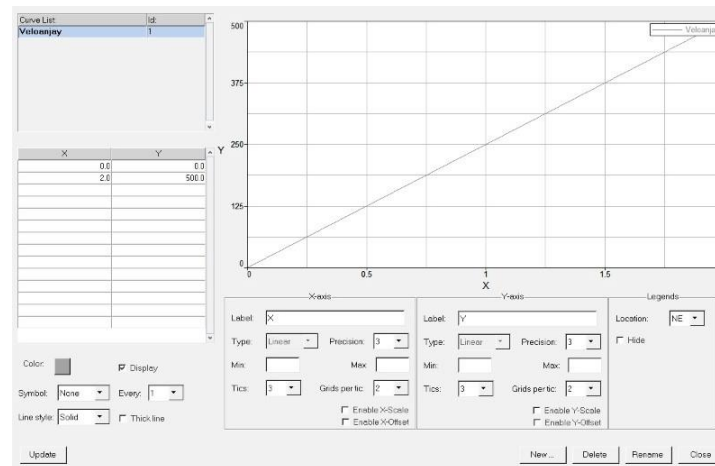 Curve List: Id:
Veloanjay 1
X Y
0.0 0.0
2.0 500.0
Color: Display
Symbol: None Every: 1
Line style: Solid Thick line
Update
500
375
250
125
0
Y
0 0.5 1 1.5
X
Veloanja
X-axis
Label: X
Type: Linear Precision: 3
Min: Max:
Tics: 3 Grids per tic: 2
Enable X-Scale
Enable X-Offset
Y-axis
Label: Y
Type: Linear Precision: 3
Min: Max:
Tics: 3 Grids per tic: 2
Enable Y-Scale
Enable Y-Offset
Legends
Location: NE
Hide
New... Delete Rename Close